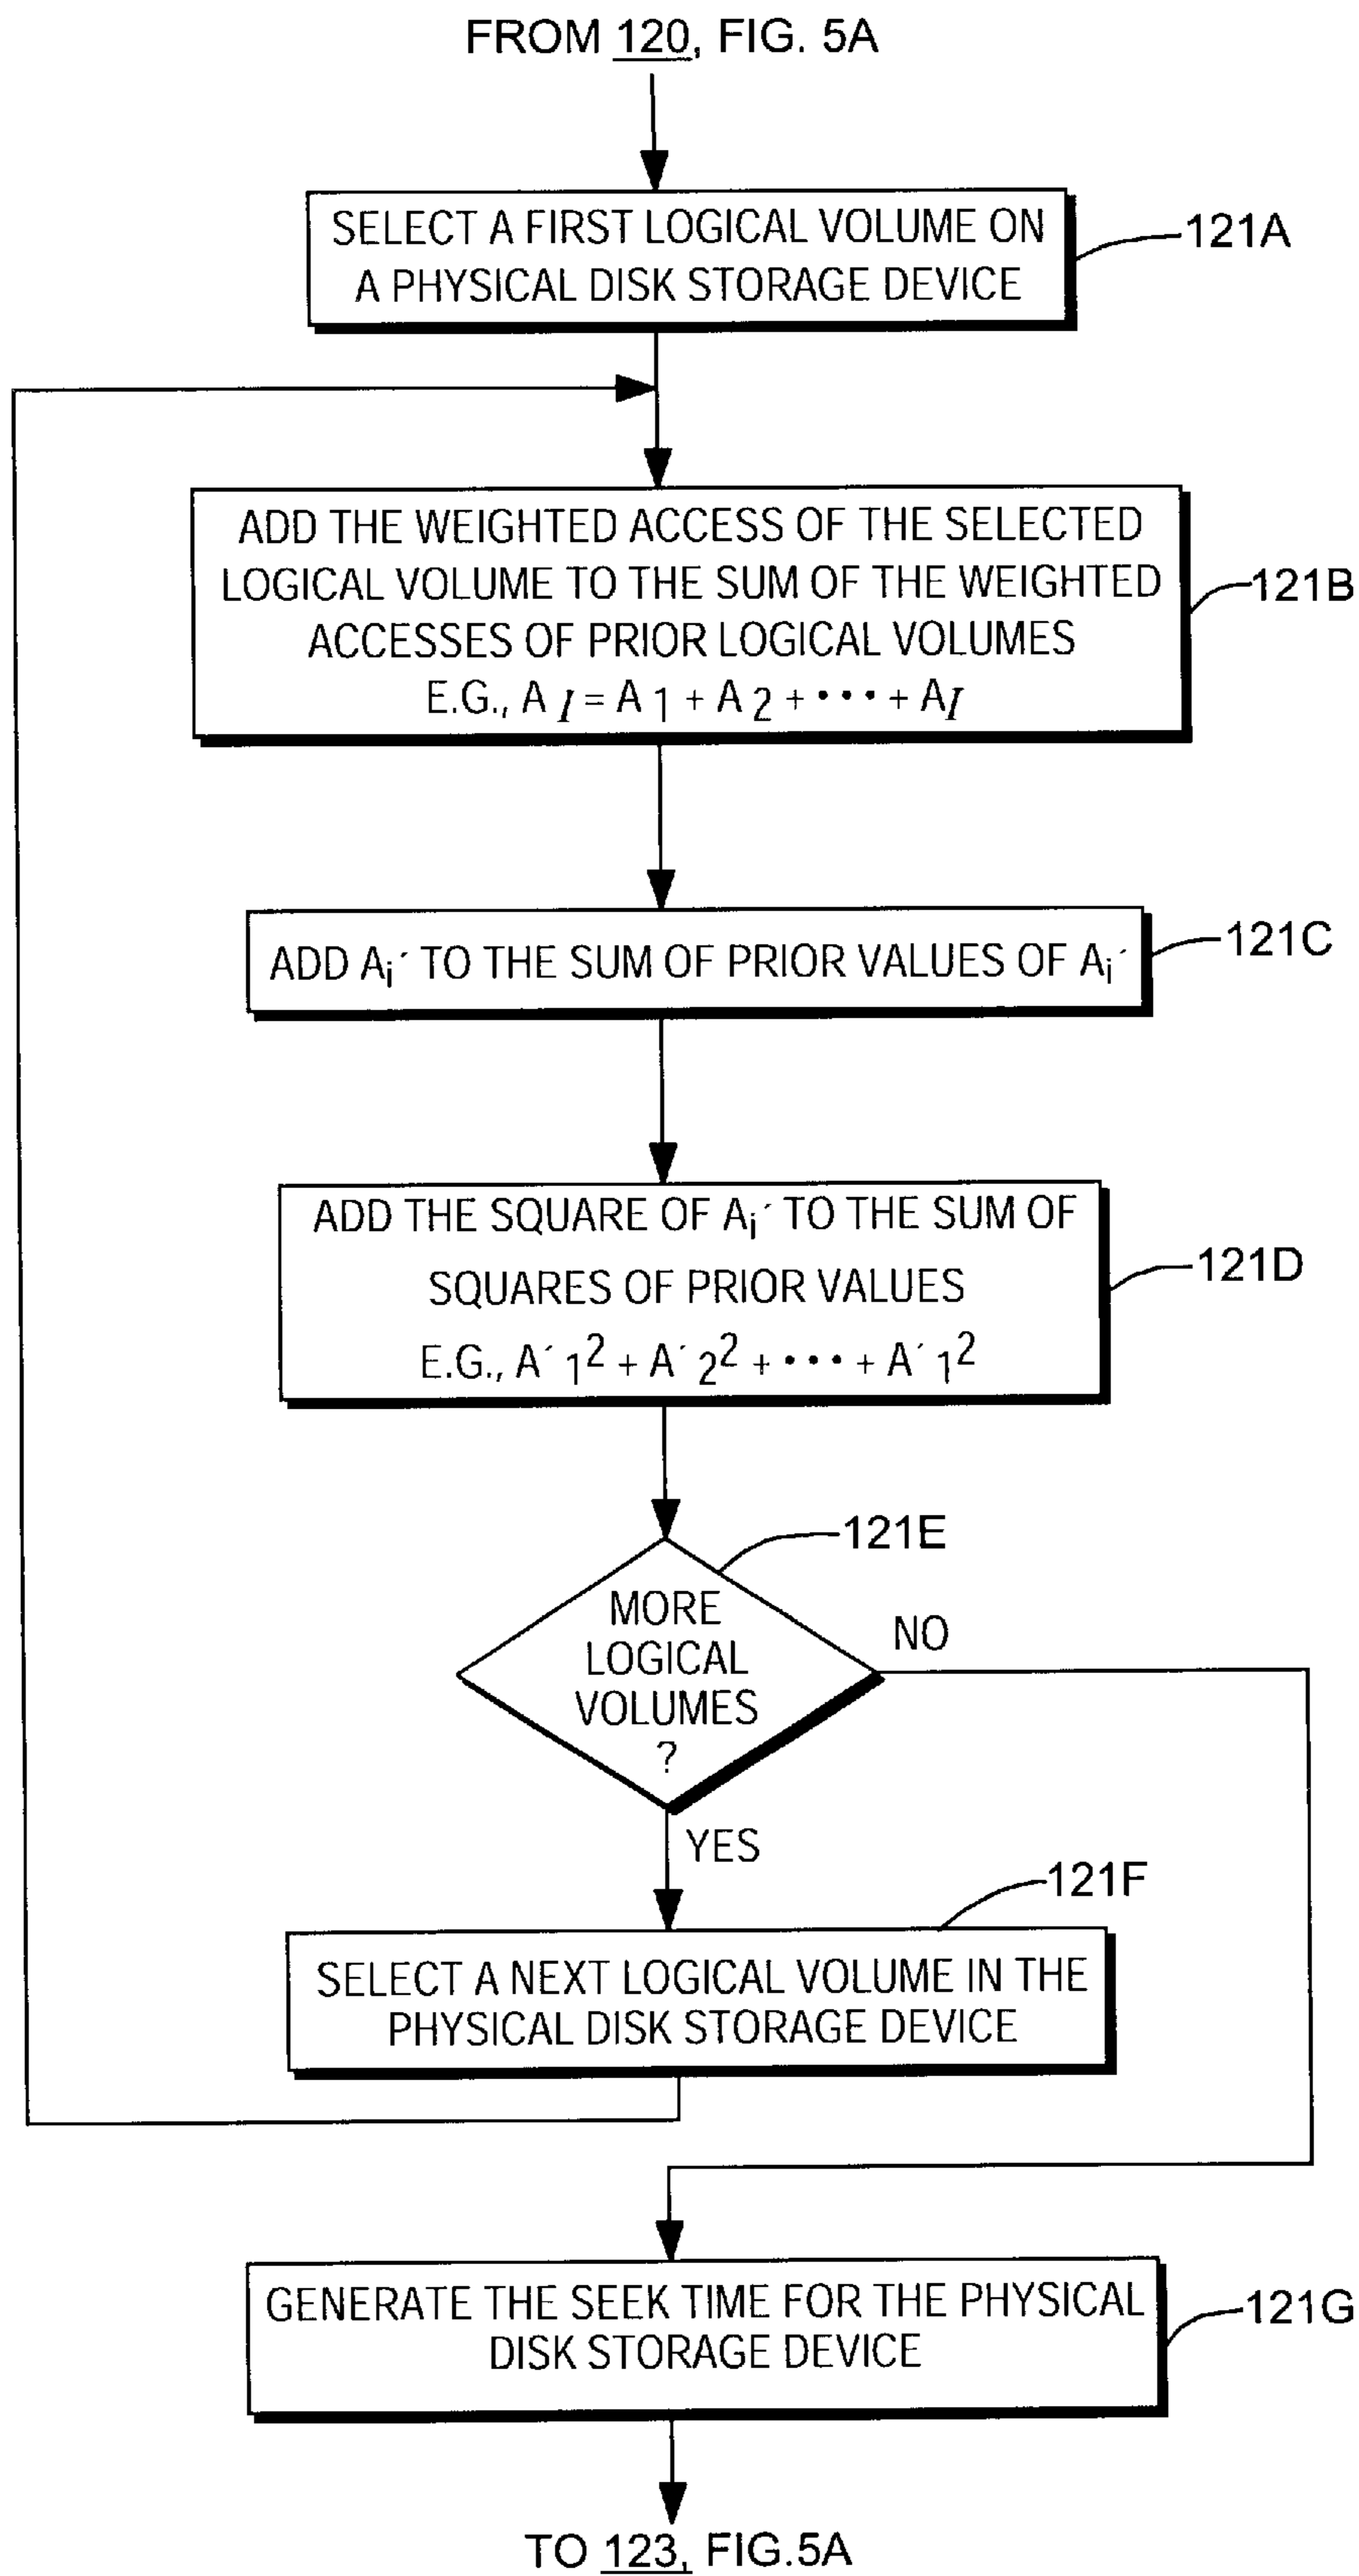 FROM 120, FIG. 5A
SELECT A FIRST LOGICAL VOLUME ON
A PHYSICAL DISK STORAGE DEVICE
121A
ADD THE WEIGHTED ACCESS OF THE SELECTED
LOGICAL VOLUME TO THE SUM OF THE WEIGHTED
ACCESSES OF PRIOR LOGICAL VOLUMES
E.G., A I = A 1 + A 2 + ••• + AI
121B
ADD Ai´ TO THE SUM OF PRIOR VALUES OF Ai´
121C
ADD THE SQUARE OF Ai´ TO THE SUM OF
SQUARES OF PRIOR VALUES
E.G., A´ 1² + A´ 2² + ••• + A´ 1²
121D
121E
MORE
LOGICAL
VOLUMES
?
NO
YES
121F
SELECT A NEXT LOGICAL VOLUME IN THE
PHYSICAL DISK STORAGE DEVICE
GENERATE THE SEEK TIME FOR THE PHYSICAL
DISK STORAGE DEVICE
121G
TO 123, FIG.5A